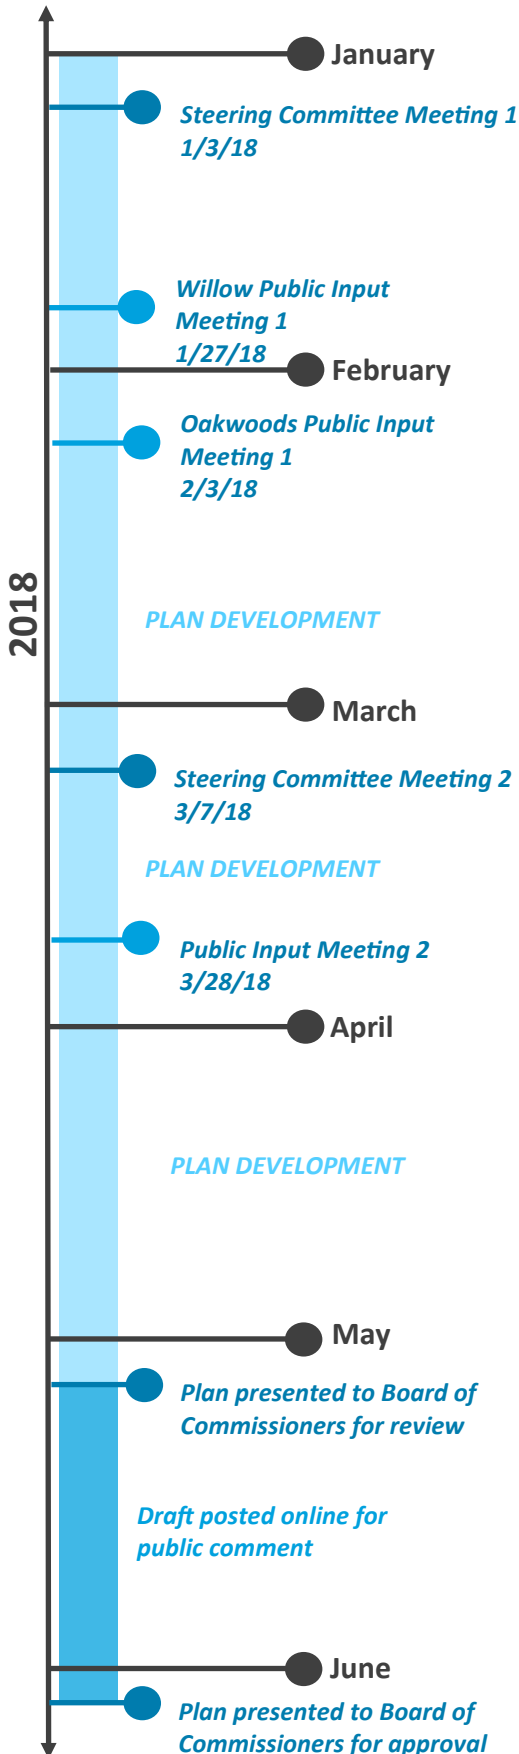 January
Steering Committee Meeting 1
1/3/18
Willow Public Input
Meeting 1
1/27/18
February
Oakwoods Public Input
Meeting 1
2/3/18
2018
PLAN DEVELOPMENT
March
Steering Committee Meeting 2
3/7/18
PLAN DEVELOPMENT
Public Input Meeting 2
3/28/18
April
PLAN DEVELOPMENT
May
Plan presented to Board of
Commissioners for review
Draft posted online for
public comment
June
Plan presented to Board of
Commissioners for approval